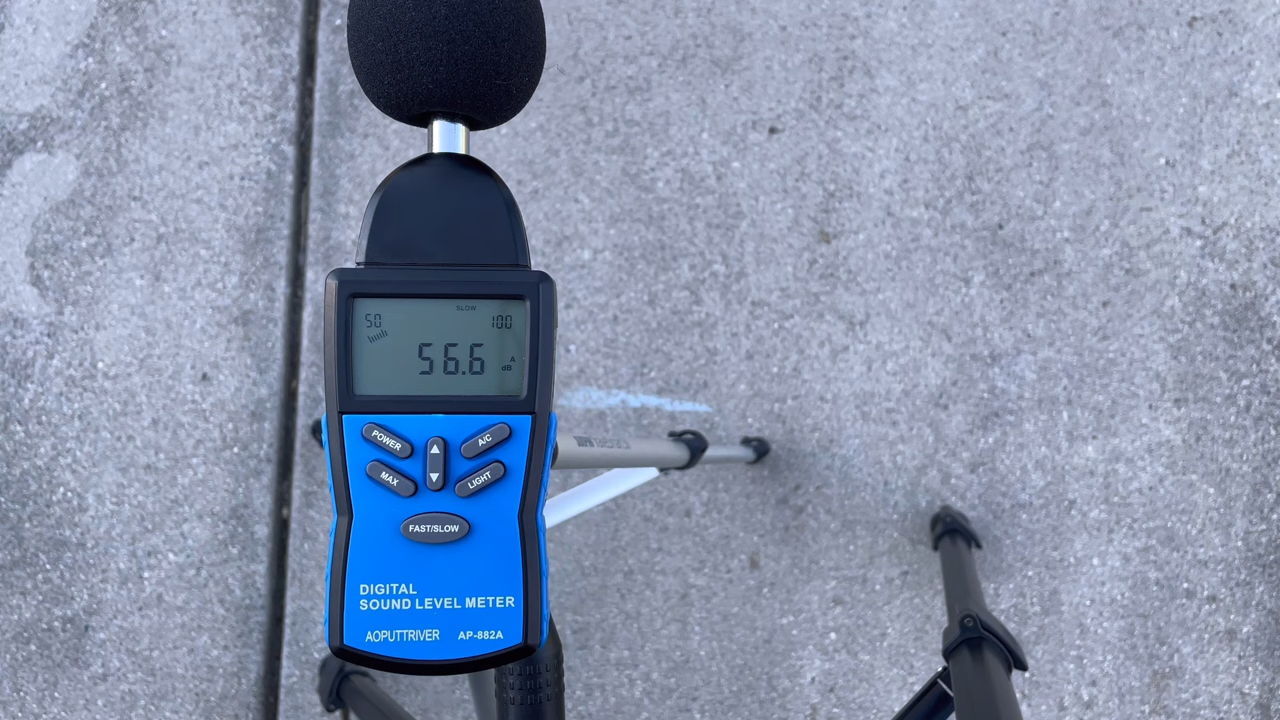 SLOW
50 100
56.6 A dB
POWER A/C
MAX LIGHT
FAST/SLOW
DIGITAL
SOUND LEVEL METER
AOPUTTRIVER AP-882A